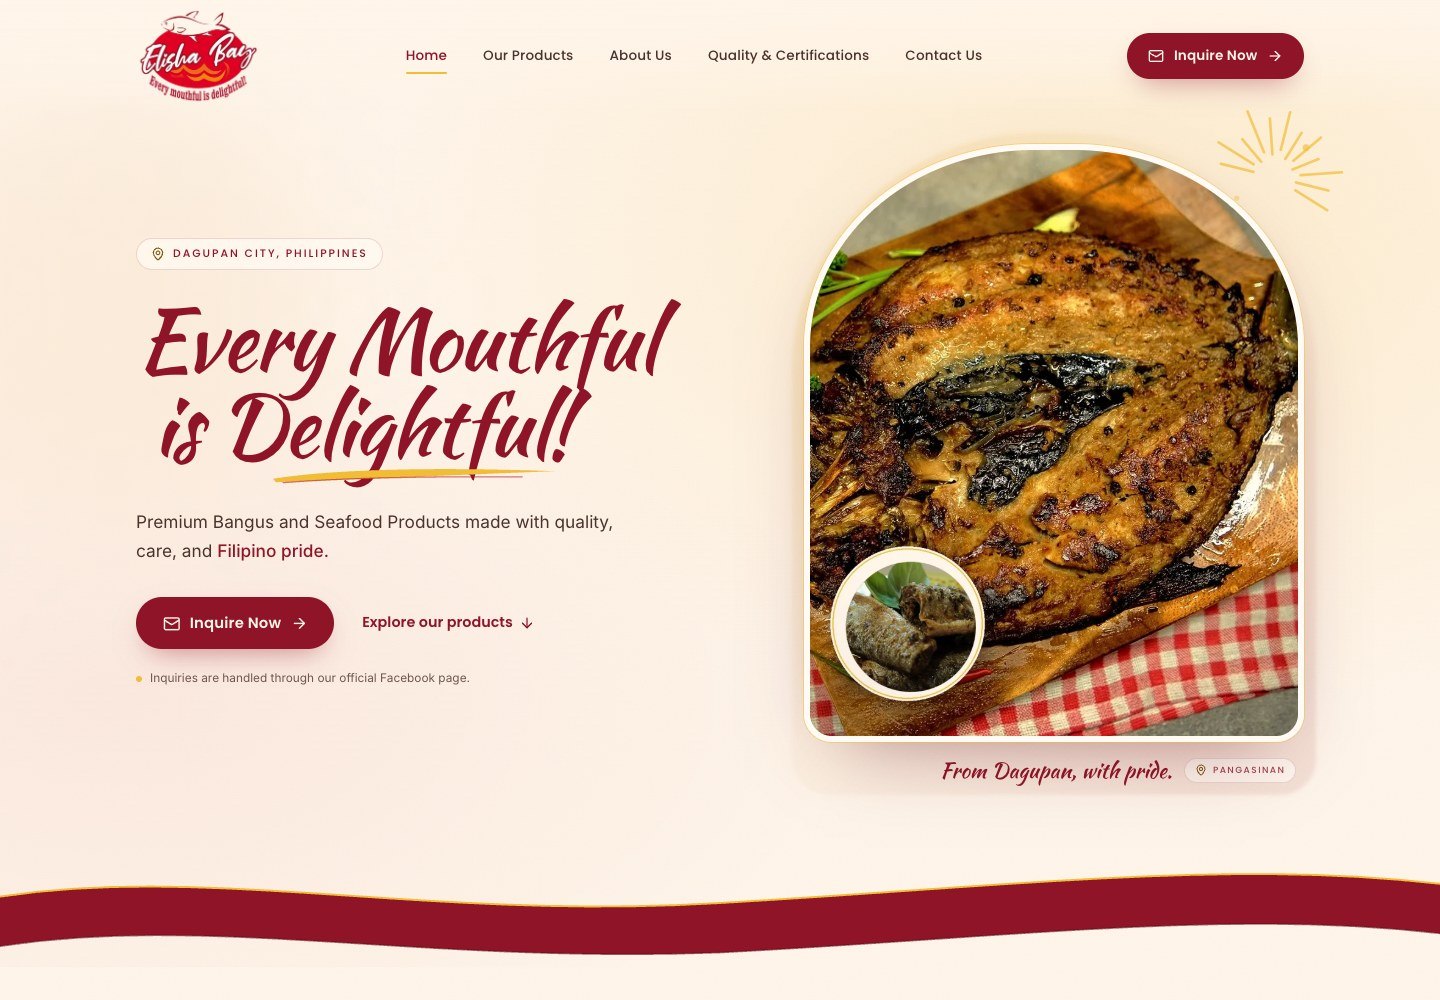 Elisha Bay
Every mouthful is delightful!
Home
Our Products
About Us
Quality & Certifications
Contact Us
Inquire Now
DAGUPAN CITY, PHILIPPINES
Every Mouthful
is Delightful!
Premium Bangus and Seafood Products made with quality,
care, and Filipino pride.
Inquire Now
Explore our products
Inquiries are handled through our official Facebook page.
From Dagupan, with pride.
PANGASINAN